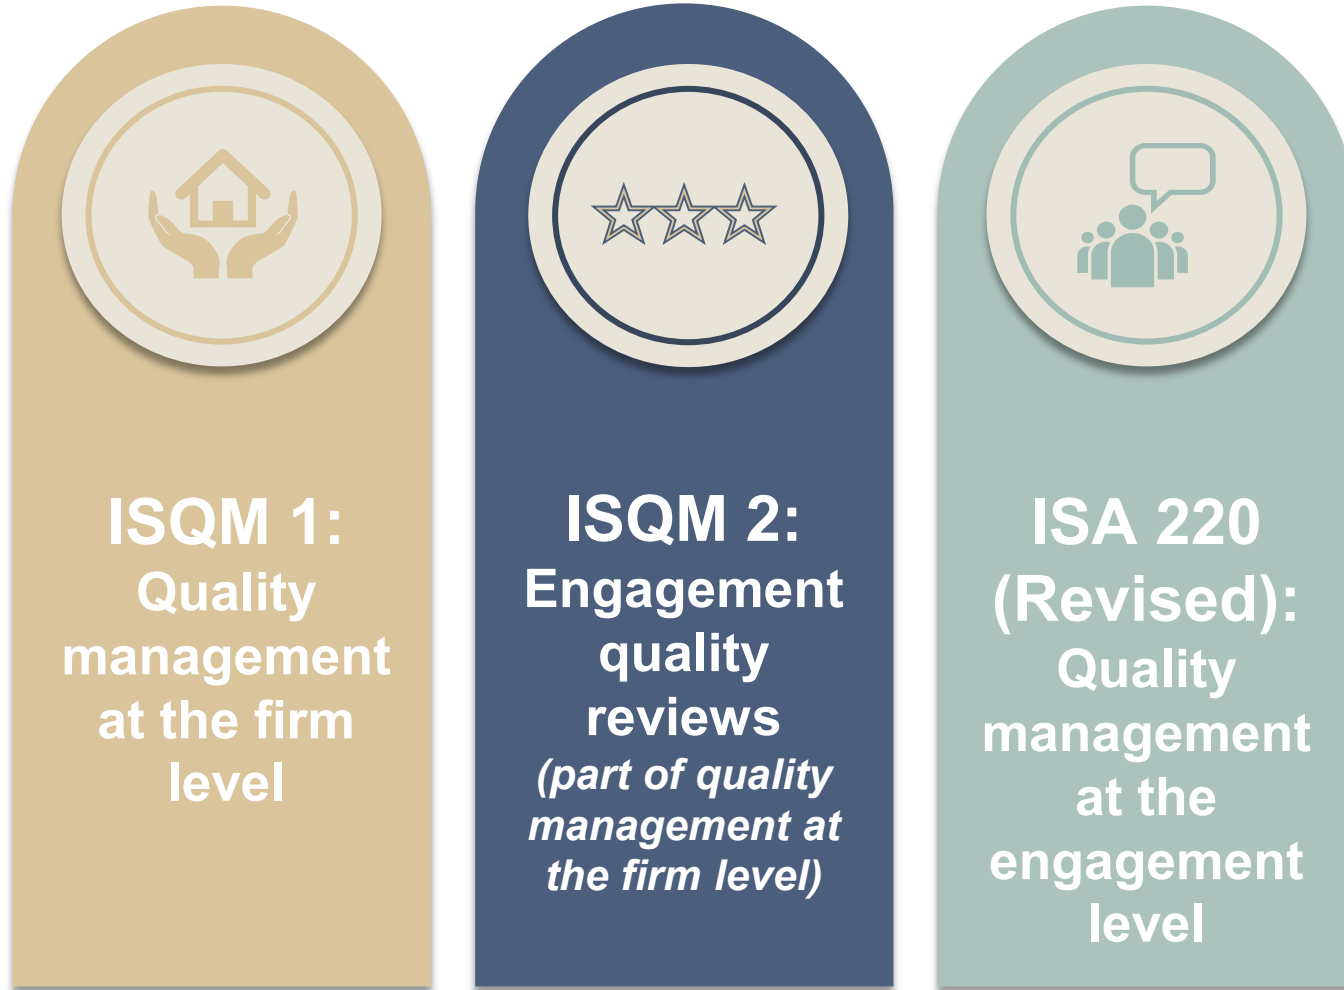 ISQM 1:
Quality
management
at the firm
level
ISQM 2:
Engagement
quality
reviews
(part of quality
management at
the firm level)
ISA 220
(Revised):
Quality
management
at the
engagement
level